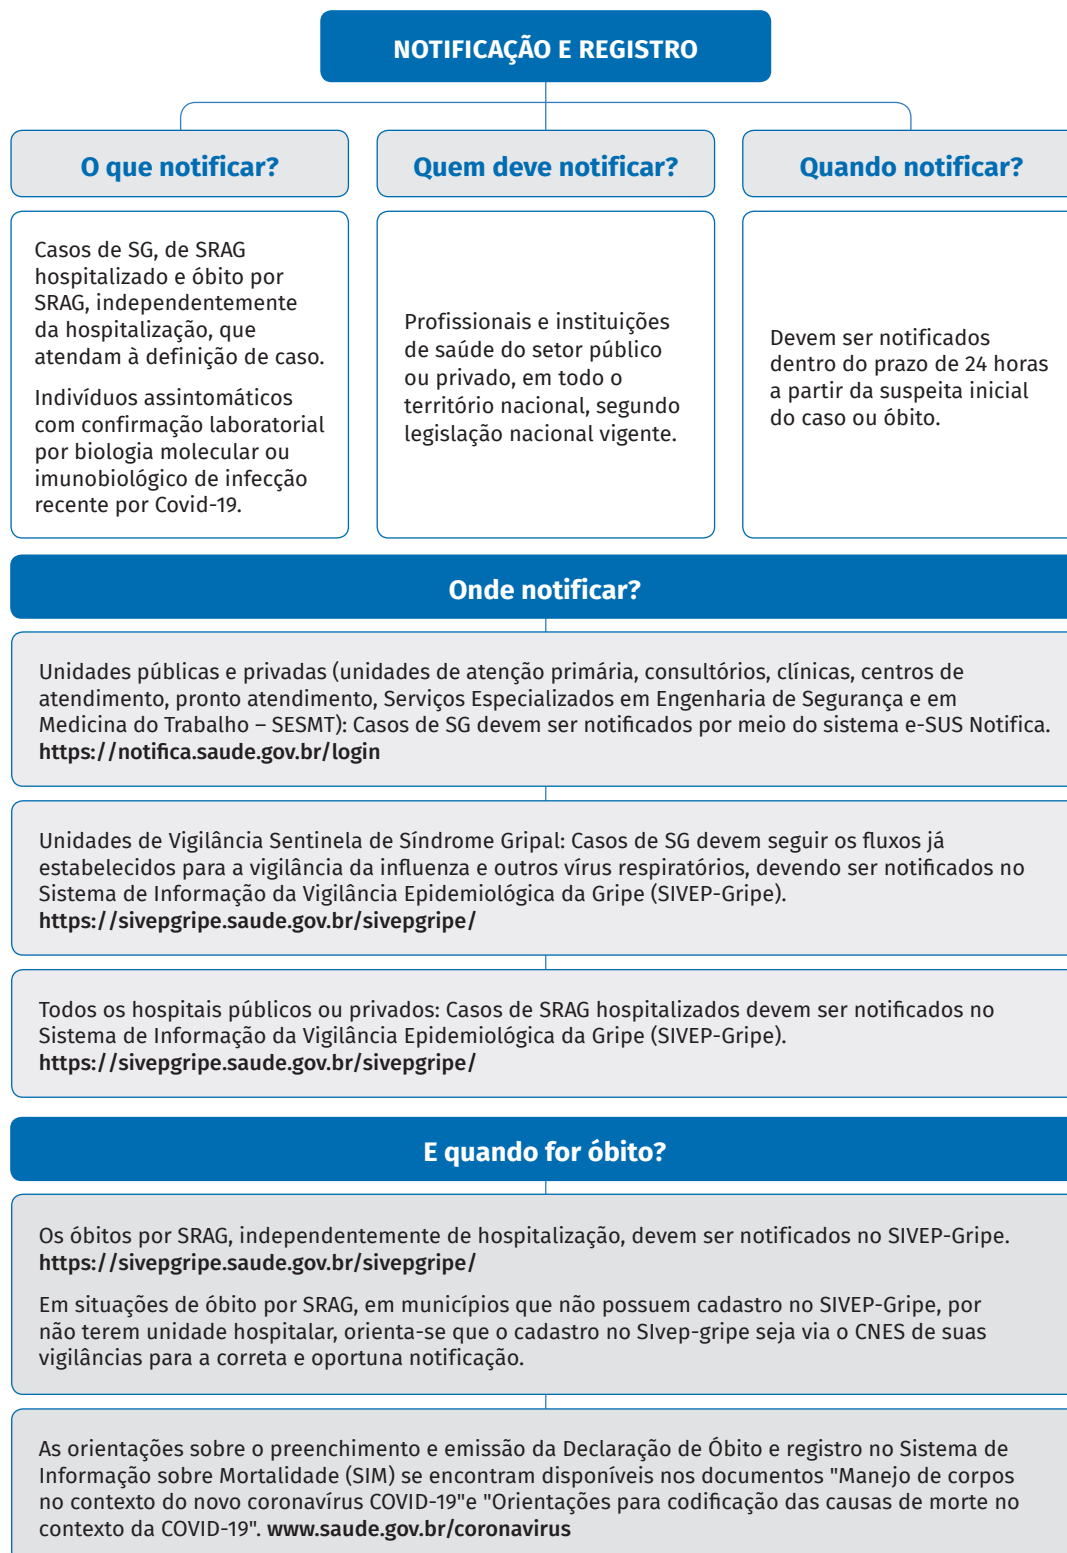 NOTIFICAÇÃO E REGISTRO
O que notificar?
Casos de SG, de SRAG
hospitalizado e óbito por
SRAG, independentemente
da hospitalização, que
atendam à definição de caso.
Indivíduos assintomáticos
com confirmação laboratorial
por biologia molecular ou
imunobiológico de infecção
recente por Covid-19.
Quem deve notificar?
Profissionais e instituições
de saúde do setor público
ou privado, em todo o
território nacional, segundo
legislação nacional vigente.
Quando notificar?
Devem ser notificados
dentro do prazo de 24 horas
a partir da suspeita inicial
do caso ou óbito.
Onde notificar?
Unidades públicas e privadas (unidades de atenção primária, consultórios, clínicas, centros de
atendimento, pronto atendimento, Serviços Especializados em Engenharia de Segurança e em
Medicina do Trabalho – SESMT): Casos de SG devem ser notificados por meio do sistema e-SUS Notifica.
https://notifica.saude.gov.br/login
Unidades de Vigilância Sentinela de Síndrome Gripal: Casos de SG devem seguir os fluxos já
estabelecidos para a vigilância da influenza e outros vírus respiratórios, devendo ser notificados no
Sistema de Informação da Vigilância Epidemiológica da Gripe (SIVEP-Gripe).
https://sivepgripe.saude.gov.br/sivepgripe/
Todos os hospitais públicos ou privados: Casos de SRAG hospitalizados devem ser notificados no
Sistema de Informação da Vigilância Epidemiológica da Gripe (SIVEP-Gripe).
https://sivepgripe.saude.gov.br/sivepgripe/
E quando for óbito?
Os óbitos por SRAG, independentemente de hospitalização, devem ser notificados no SIVEP-Gripe.
https://sivepgripe.saude.gov.br/sivepgripe/
Em situações de óbito por SRAG, em municípios que não possuem cadastro no SIVEP-Gripe, por
não terem unidade hospitalar, orienta-se que o cadastro no SIvep-gripe seja via o CNES de suas
vigilâncias para a correta e oportuna notificação.
As orientações sobre o preenchimento e emissão da Declaração de Óbito e registro no Sistema de
Informação sobre Mortalidade (SIM) se encontram disponíveis nos documentos "Manejo de corpos
no contexto do novo coronavírus COVID-19"e "Orientações para codificação das causas de morte no
contexto da COVID-19". www.saude.gov.br/coronavirus